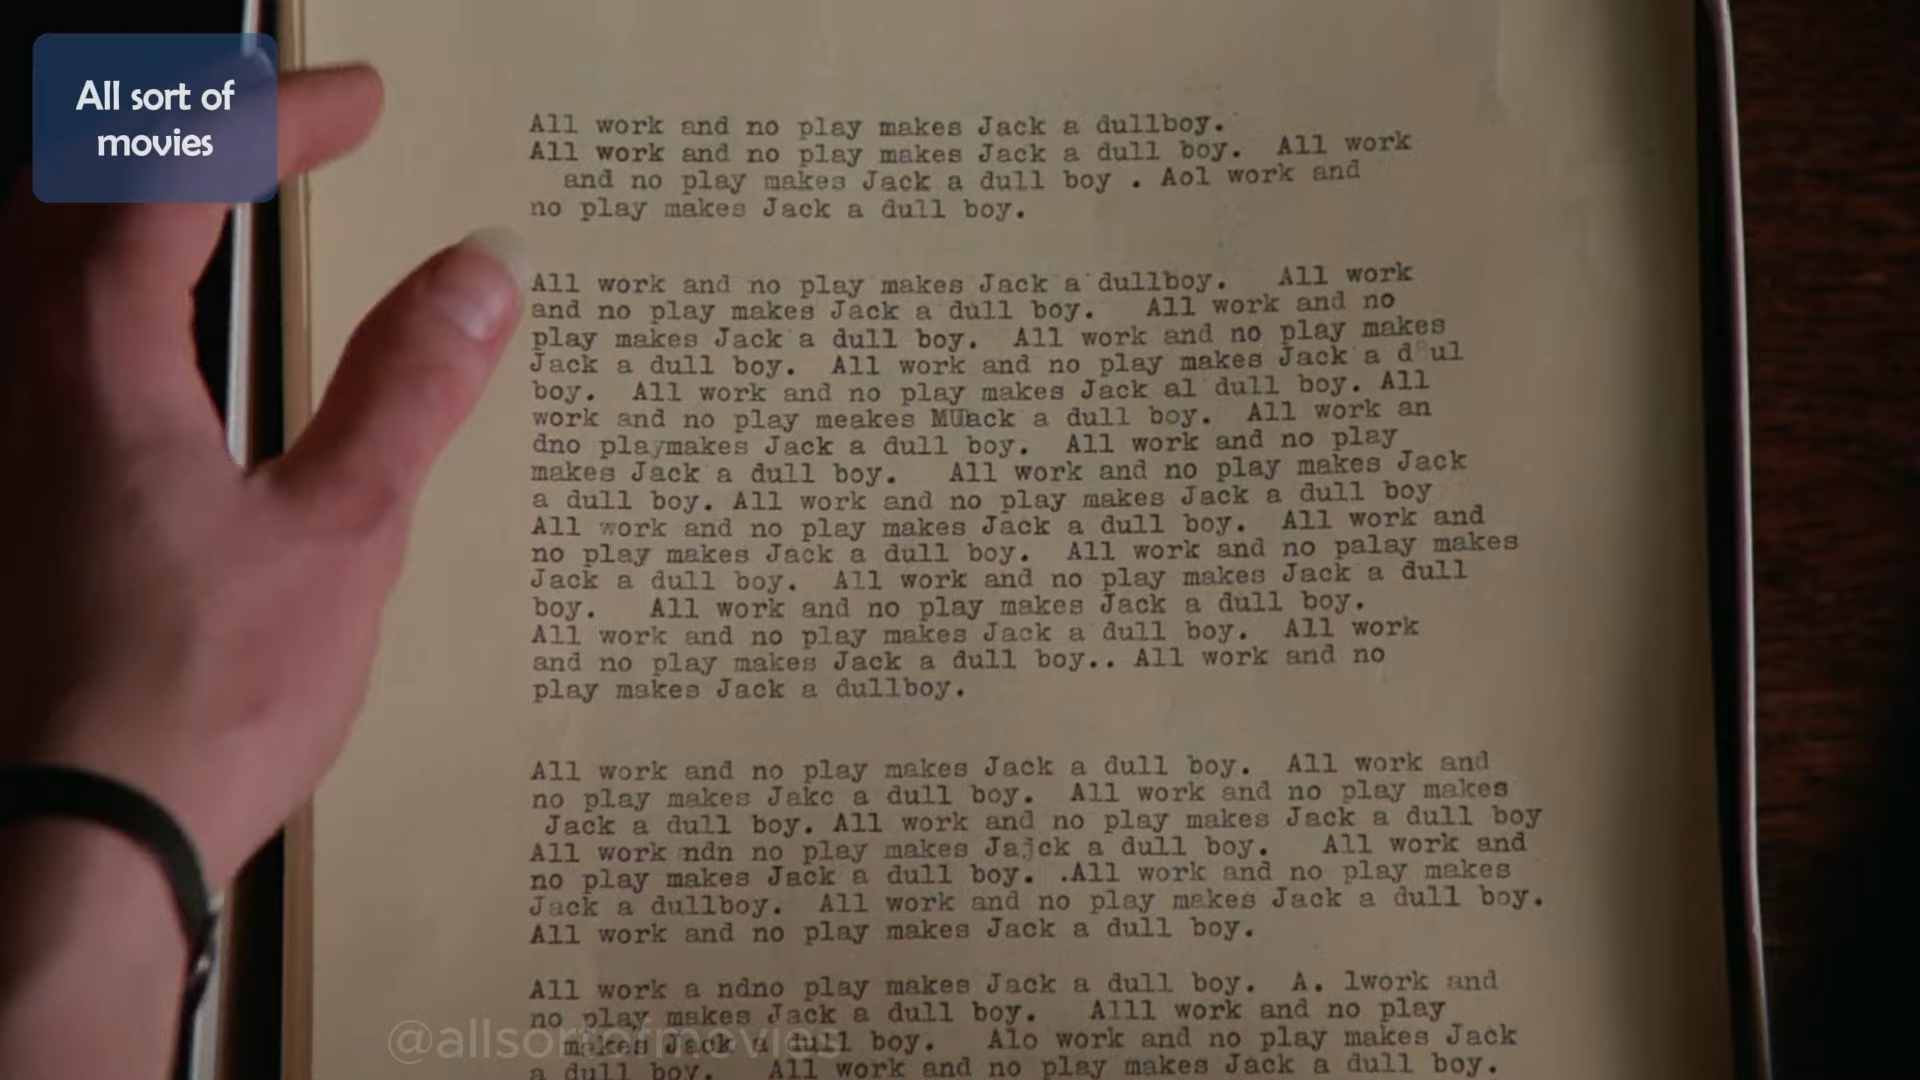 All sort of
movies
All work and no play makes Jack a dullboy.
All work and no play makes Jack a dull boy. All work
and no play makes Jack a dull boy . Aol work and
no play makes Jack a dull boy.
All work and no play makes Jack a dullboy. All work
and no play makes Jack a dull boy. All work and no
play makes Jack a dull boy. All work and no play makes
Jack a dull boy. All work and no play makes Jack a d ul
boy. All work and no play makes Jack al dull boy. All
work and no play meakes MUack a dull boy. All work an
dno playmakes Jack a dull boy. All work and no play
makes Jack a dull boy. All work and no play makes Jack
a dull boy. All work and no play makes Jack a dull boy
All work and no play makes Jack a dull boy. All work and
no play makes Jack a dull boy. All work and no palay makes
Jack a dull boy. All work and no play makes Jack a dull
boy. All work and no play makes Jack a dull boy.
All work and no play makes Jack a dull boy. All work
and no play makes Jack a dull boy.. All work and no
play makes Jack a dullboy.
All work and no play makes Jack a dull boy. All work and
no play makes Jakc a dull boy. All work and no play makes
Jack a dull boy. All work and no play makes Jack a dull boy
All work ndn no play makes Jajck a dull boy. All work and
no play makes Jack a dull boy. .All work and no play makes
Jack a dullboy. All work and no play makes Jack a dull boy.
All work and no play makes Jack a dull boy.
All work a ndno play makes Jack a dull boy. A. lwork and
no play makes Jack a dull boy. Alll work and no play
makes Jack a dull boy. Alo work and no play makes Jack
a dull boy. All work and no play makes Jack a dull boy.
@allsortofmovies